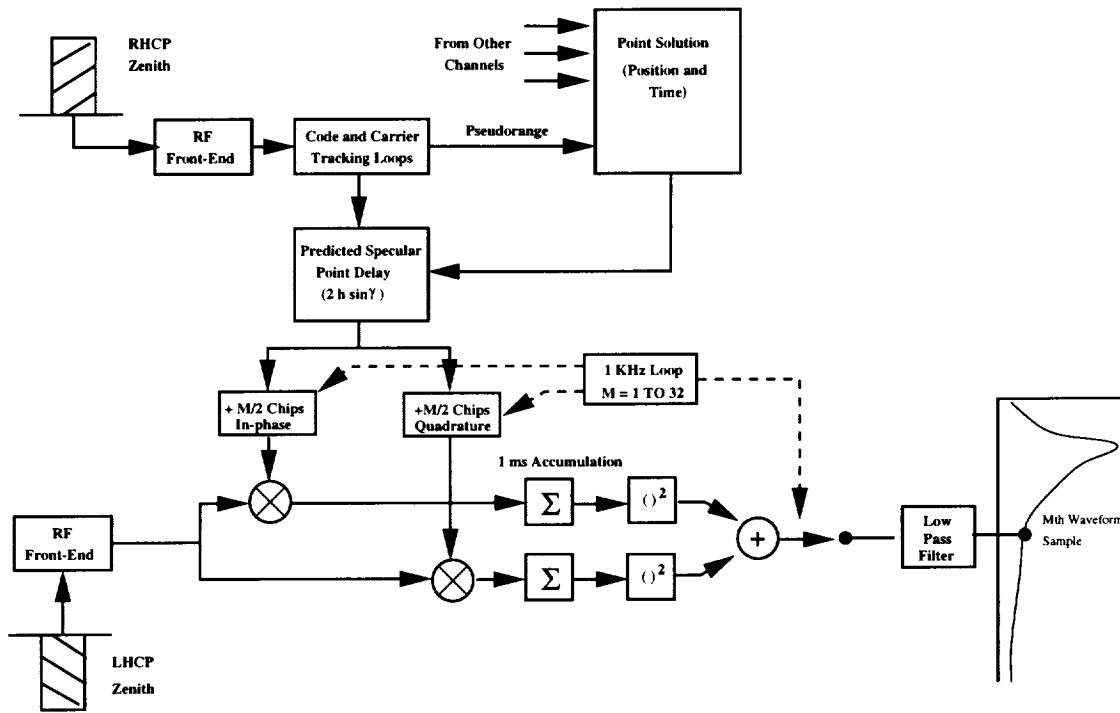 RHCP
Zenith
From Other
Channels
Point Solution
(Position and
Time)
RF
Front-End
Code and Carrier
Tracking Loops
Pseudorange
Predicted Specular
Point Delay
(2 h sinγ )
+ M/2 Chips
In-phase
+M/2 Chips
Quadrature
1 KHz Loop
M = 1 TO 32
1 ms Accumulation
Σ
( )²
RF
Front-End
+
Low
Pass
Filter
Mth Waveform
Sample
Σ
( )²
LHCP
Zenith